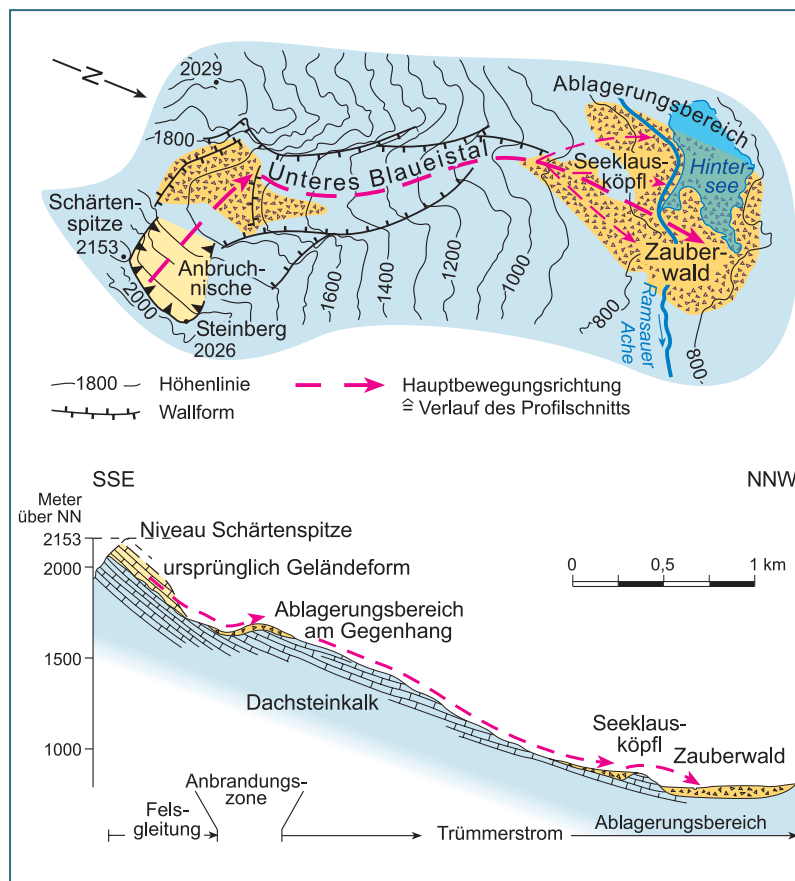 N
2029
1800
Schärten-
spitze
2153
2000
Anbruch-
nische
Steinberg
2026
Unteres Blaueistal
1600
1400
1200
1000
800
Ablagerungsbereich
Seeklaus-
köpfl
Hinter-
see
Zauber-
wald
Ramsauer
Ache
800
1800 Höhenlinie
Wallform
Hauptbewegungsrichtung
≙ Verlauf des Profilschnitts
SSE
NNW
Meter
über NN
2153
2000
1500
1000
Niveau Schärtenspitze
ursprünglich Geländeform
Ablagerungsbereich
am Gegenhang
0 0,5 1 km
Dachsteinkalk
Seeklaus-
köpfl
Zauberwald
Anbrandungs-
zone
Fels-
gleitung
Trümmerstrom
Ablagerungsbereich